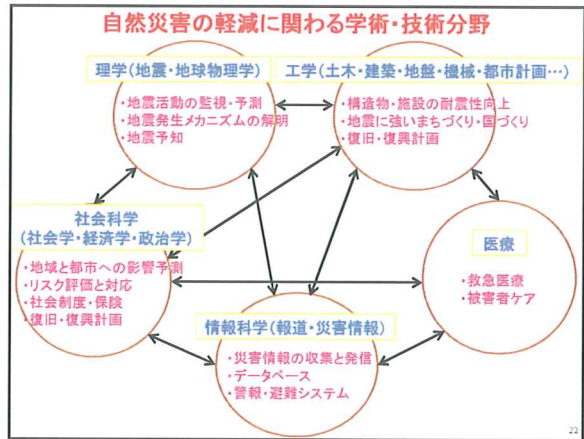 自然災害の軽減に関わる学術・技術分野
理学(地震・地球物理学)
・地震活動の監視・予測
・地震発生メカニズムの解明
・地震予知
工学(土木・建築・地盤・機械・都市計画…)
・構造物・施設の耐震性向上
・地震に強いまちづくり・国づくり
・復旧・復興計画
社会科学
(社会学・経済学・政治学)
・地域と都市への影響予測
・リスク評価と対応
・社会制度・保険
・復旧・復興計画
医療
・救急医療
・被害者ケア
情報科学(報道・災害情報)
・災害情報の収集と発信
・データベース
・警報・避難システム
22